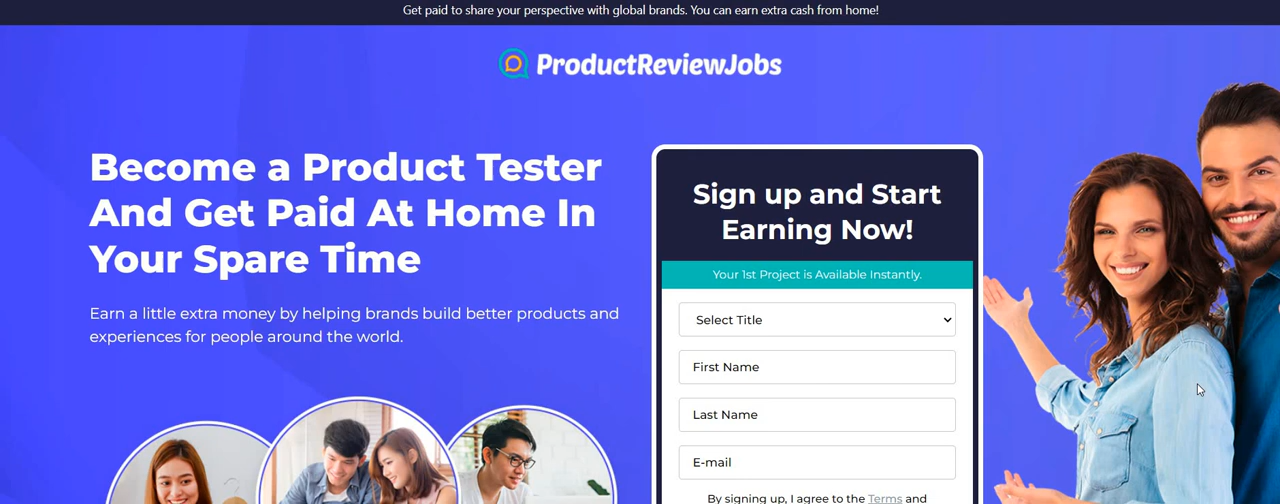 Get paid to share your perspective with global brands. You can earn extra cash from home!
ProductReviewJobs
Become a Product Tester
And Get Paid At Home In
Your Spare Time
Earn a little extra money by helping brands build better products and
experiences for people around the world.
Sign up and Start
Earning Now!
Your 1st Project is Available Instantly.
Select Title
First Name
Last Name
E-mail
By signing up, I agree to the Terms and